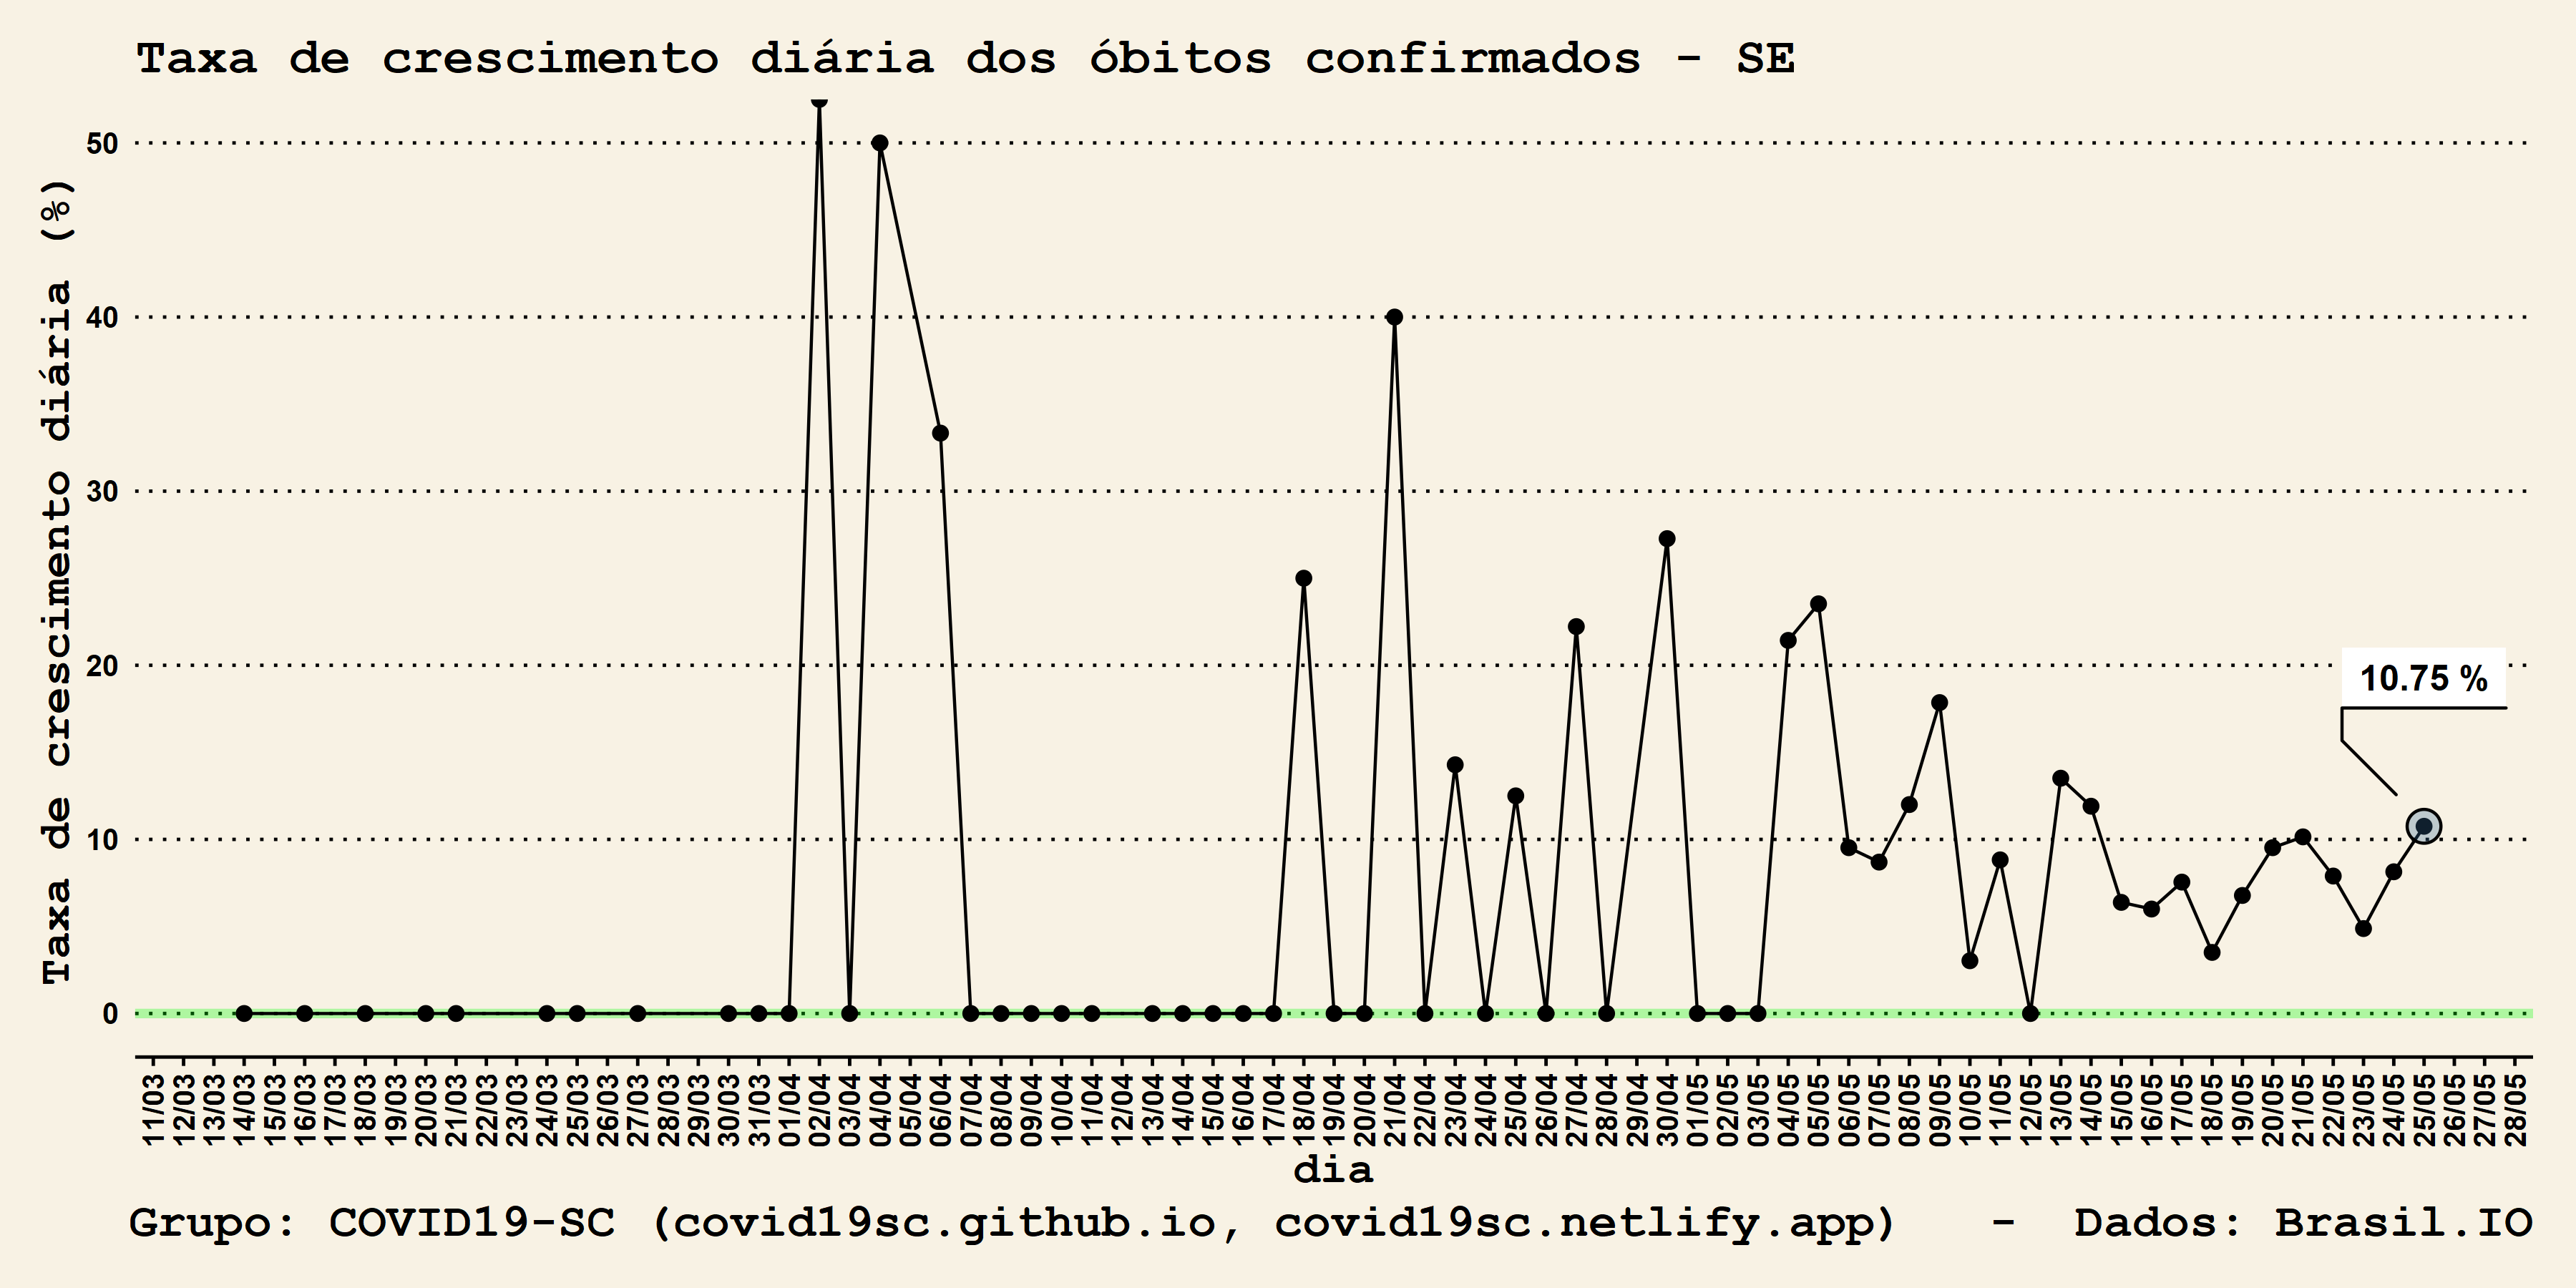 Taxa de crescimento diária dos óbitos confirmados - SE
Taxa de crescimento diária (%)
50
40
30
20
10
0
10.75 %
11/03 12/03 13/03 14/03 15/03 16/03 17/03 18/03 19/03 20/03 21/03 22/03 23/03 24/03 25/03 26/03 27/03 28/03 29/03 30/03 31/03 01/04 02/04 03/04 04/04 05/04 06/04 07/04 08/04 09/04 10/04 11/04 12/04 13/04 14/04 15/04 16/04 17/04 18/04 19/04 20/04 21/04 22/04 23/04 24/04 25/04 26/04 27/04 28/04 29/04 30/04 01/05 02/05 03/05 04/05 05/05 06/05 07/05 08/05 09/05 10/05 11/05 12/05 13/05 14/05 15/05 16/05 17/05 18/05 19/05 20/05 21/05 22/05 23/05 24/05 25/05 26/05 27/05 28/05
dia
Grupo: COVID19-SC (covid19sc.github.io, covid19sc.netlify.app) - Dados: Brasil.IO